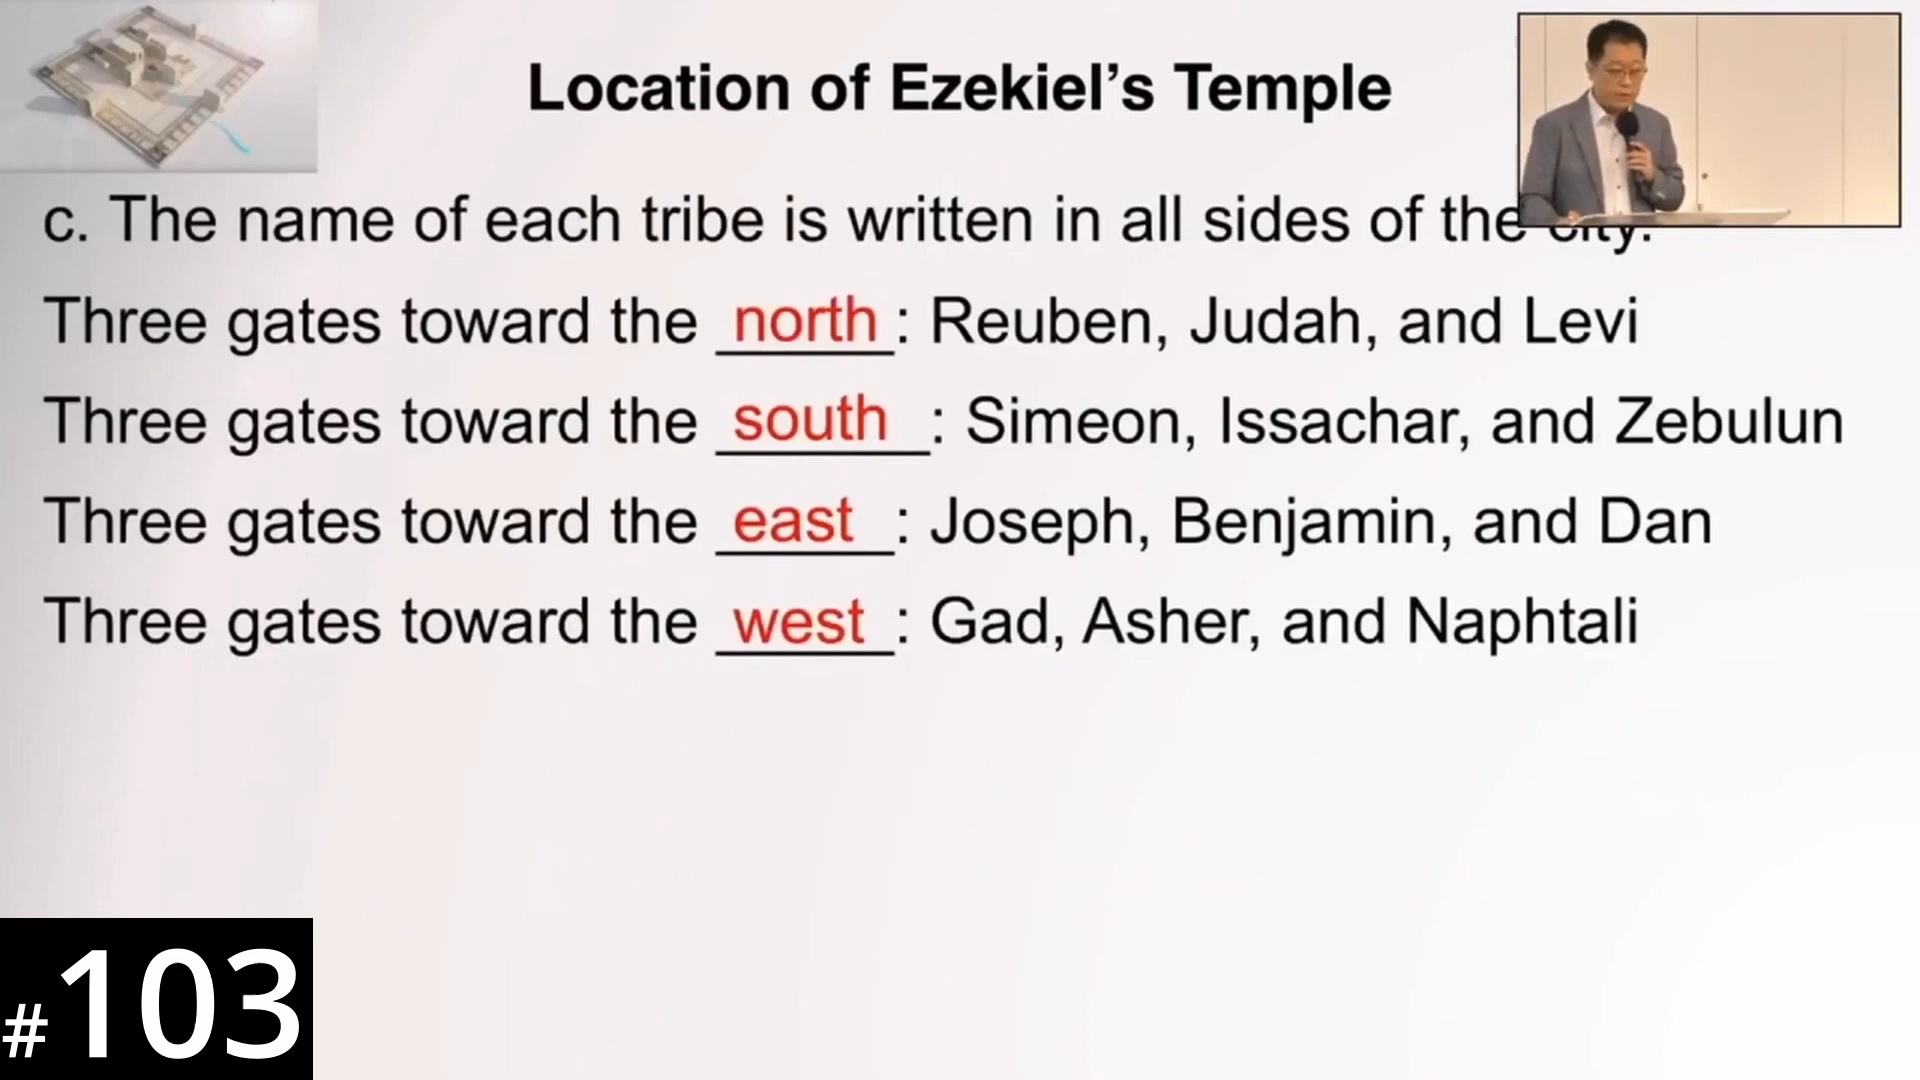 Location of Ezekiel's Temple
c. The name of each tribe is written in all sides of the city.
Three gates toward the north: Reuben, Judah, and Levi
Three gates toward the south: Simeon, Issachar, and Zebulun
Three gates toward the east: Joseph, Benjamin, and Dan
Three gates toward the west: Gad, Asher, and Naphtali
#103